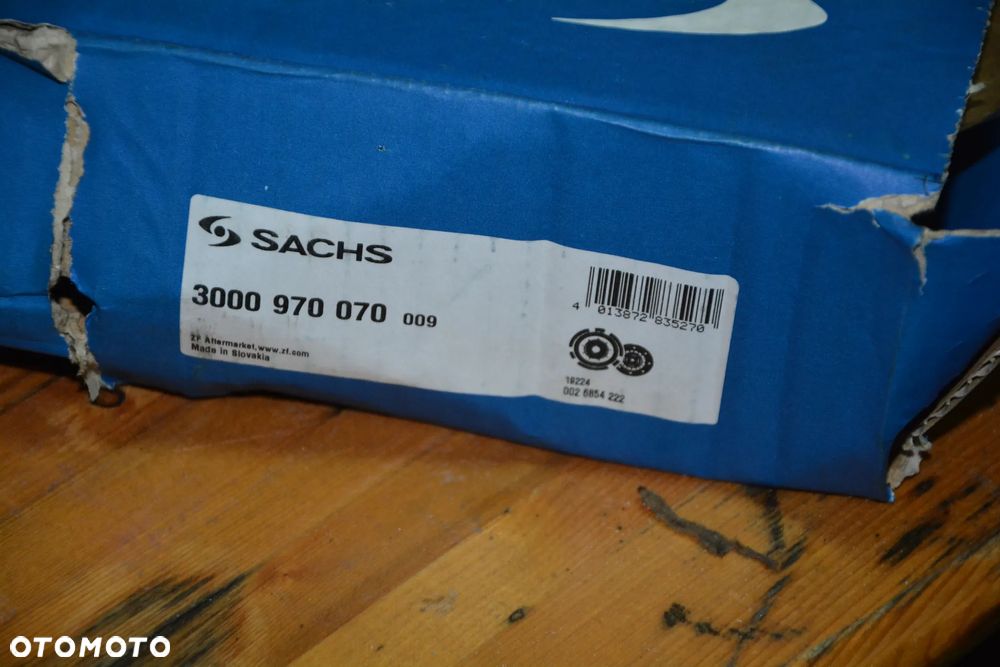 SACHS
3000 970 070 009
ZF Aftermarket, www.zf.com
Made in Slovakia
4 013872 835270
19224
002 6854 222
OTOMOTO